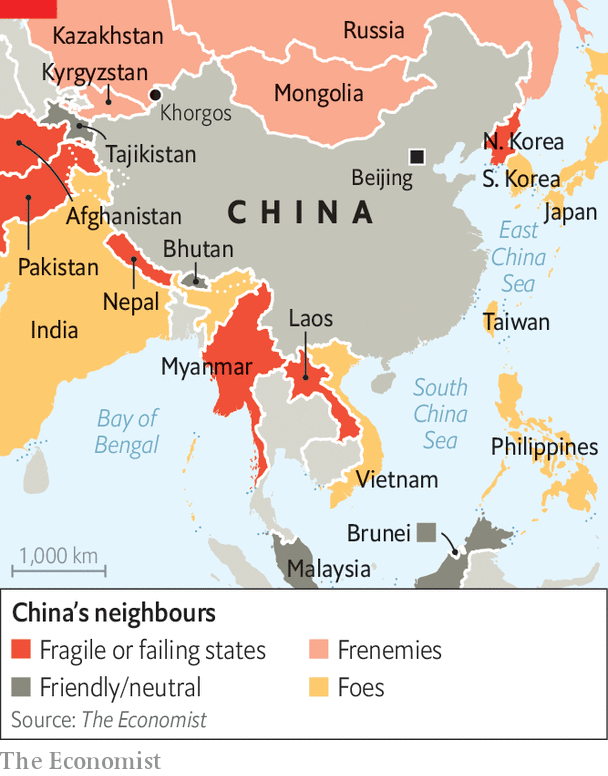 Kazakhstan
Russia
Kyrgyzstan
Mongolia
Khorgos
N. Korea
Tajikistan
Beijing
S. Korea
CHINA
Japan
Afghanistan
East
China
Sea
Bhutan
Pakistan
Nepal
Laos
Taiwan
India
Myanmar
South
China
Sea
Bay of
Bengal
Philippines
Vietnam
Brunei
1,000 km
Malaysia
China’s neighbours
Fragile or failing states
Frenemies
Friendly/neutral
Foes
Source: The Economist
The Economist